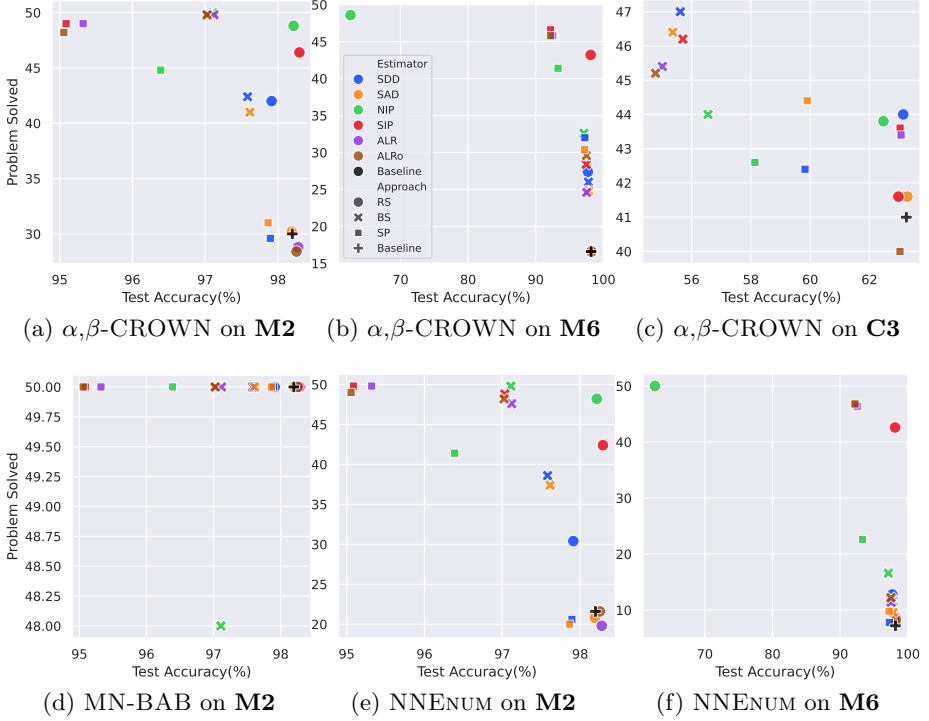 50
45
40
35
30
Problem Solved
95
96
97
98
Test Accuracy(%)
(a) α,β-CROWN on M2
50
45
40
35
30
25
20
15
Estimator
SDD
SAD
NIP
SIP
ALR
ALRo
Baseline
Approach
RS
BS
SP
Baseline
70
80
90
100
Test Accuracy(%)
(b) α,β-CROWN on M6
47
46
45
44
43
42
41
40
56
58
60
62
Test Accuracy(%)
(c) α,β-CROWN on C3
50.00
49.75
49.50
49.25
49.00
48.75
48.50
48.25
48.00
Problem Solved
95
96
97
98
Test Accuracy(%)
(d) MN-BAB on M2
50
40
30
20
95
96
97
98
Test Accuracy(%)
(e) NNENUM on M2
50
40
30
20
10
70
80
90
100
Test Accuracy(%)
(f) NNENUM on M6